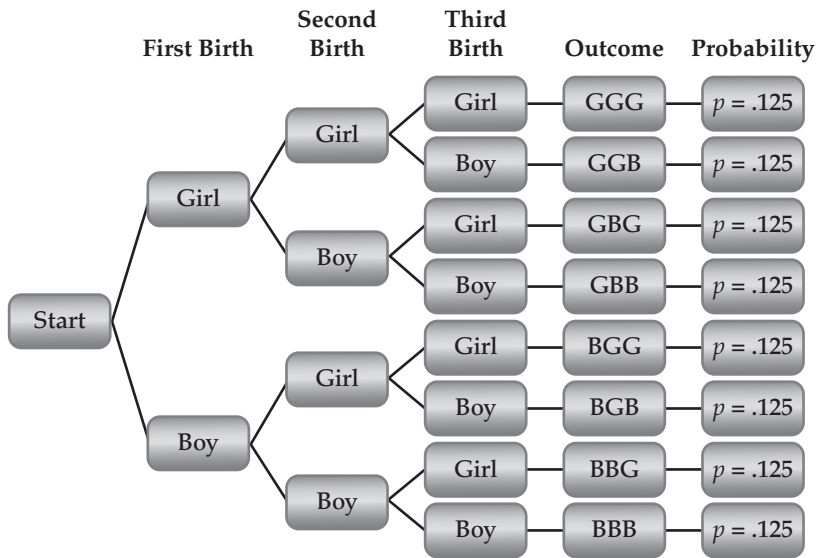 First Birth
Second
Birth
Third
Birth
Outcome
Probability
Start
Girl
Boy
Girl
Boy
Girl
Boy
Girl
GGG
p = .125
Boy
GGB
p = .125
Girl
GBG
p = .125
Boy
GBB
p = .125
Girl
BGG
p = .125
Boy
BGB
p = .125
Girl
BBG
p = .125
Boy
BBB
p = .125